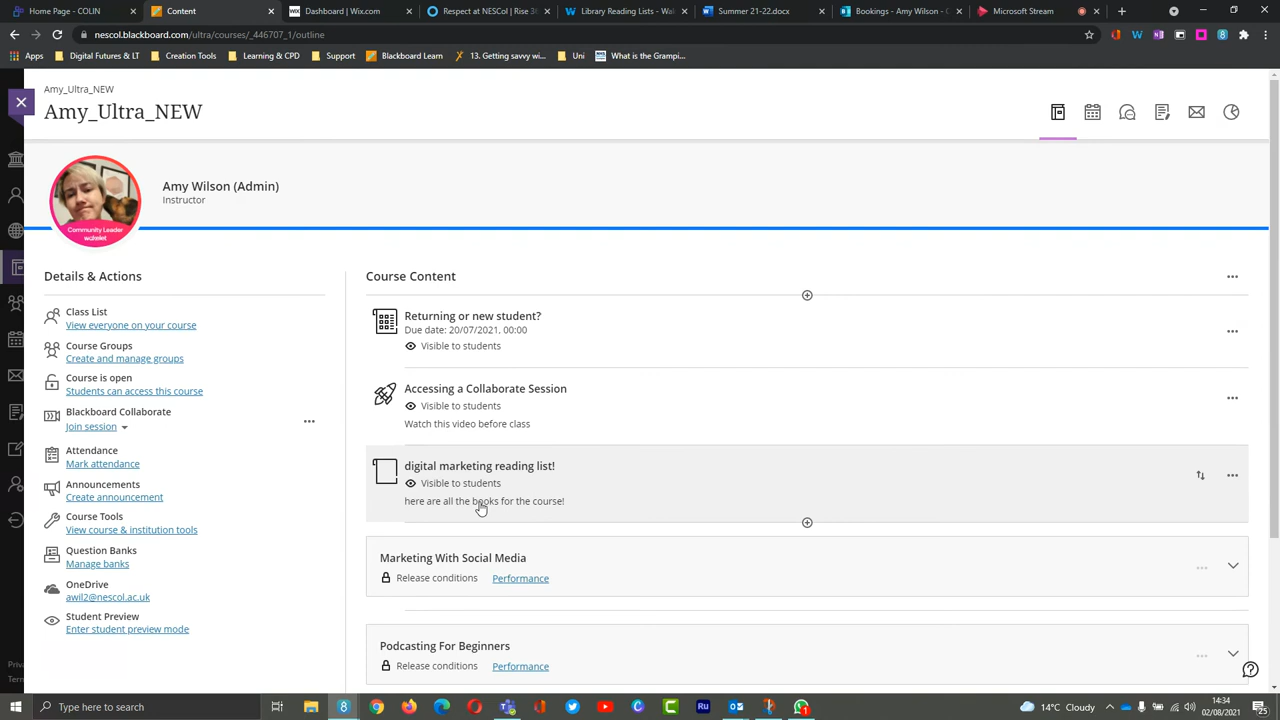 Dashboard | Wix.com
Respect at NESCol Rise
Library Reading Lists - Wa
Summer 21-22.docx
Bookings - Amy Wilson -
Microsoft Stream
nescol.blackboard.com/ultra/courses/_446707_1/outline
Apps Digital Futures & LT Creation Tools Support Learning & CPD Blackboard Learn 13. Getting savvy wi... Uni What is the Grampi...
Amy_Ultra_NEW
Amy_Ultra_NEW
Community Leader
wakelet
Amy Wilson (Admin)
Instructor
Details & Actions
Class List
View everyone on your course
Course Groups
Create and manage groups
Course is open
Students can access this course
Blackboard Collaborate
Join session
Attendance
Mark attendance
Announcements
Create announcement
Course Tools
View course & institution tools
Question Banks
Manage banks
OneDrive
awil2@nescol.ac.uk
Student Preview
Enter student preview mode
Course Content
Returning or new student?
Due date: 20/07/2021, 00:00
Visible to students
Accessing a Collaborate Session
Visible to students
Watch this video before class
digital marketing reading list!
Visible to students
here are all the books for the course!
Marketing With Social Media
Release conditions Performance
Podcasting For Beginners
Release conditions Performance
Priva
Term
Type here to search
14°C Cloudy
14:34
02/08/2021
25